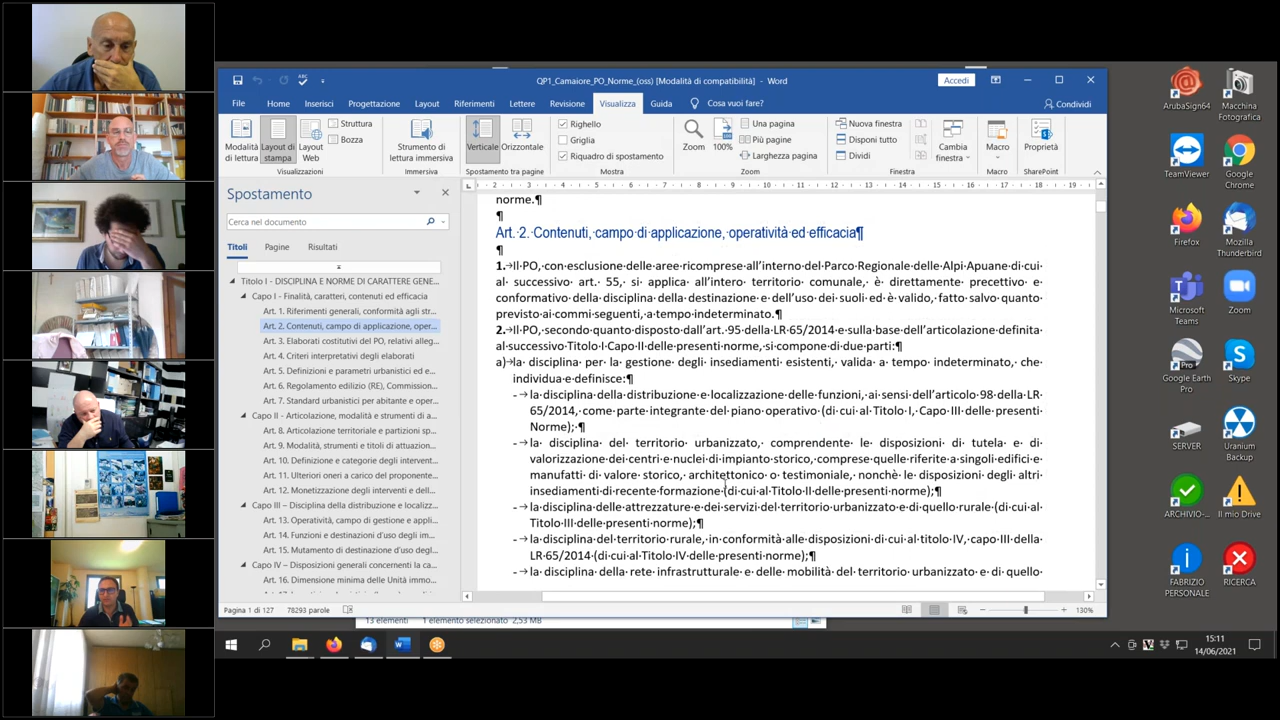 QP1_Camaiore_PO_Norme_(oss) [Modalità di compatibilità] - Word
Accedi
File Home Inserisci Progettazione Layout Riferimenti Lettere Revisione Visualizza Guida Cosa vuoi fare? Condividi
Modalità di lettura
Layout di stampa
Layout Web
Struttura
Bozza
Visualizzazioni
Strumento di lettura immersiva
Immersiva
Verticale
Orizzontale
Spostamento tra pagine
Righello
Griglia
Riquadro di spostamento
Mostra
Zoom
100%
Una pagina
Più pagine
Larghezza pagina
Zoom
Nuova finestra
Disponi tutto
Dividi
Cambia finestra
Finestra
Macro
Macro
Proprietà
SharePoint
Spostamento
Cerca nel documento
Titoli Pagine Risultati
Titolo I - DISCIPLINA E NORME DI CARATTERE GENE...
Capo I - Finalità, caratteri, contenuti ed efficacia
Art. 1. Riferimenti generali, conformità agli str...
Art. 2. Contenuti, campo di applicazione, oper...
Art. 3. Elaborati costitutivi del PO, relativi alleg...
Art. 4. Criteri interpretativi degli elaborati
Art. 5. Definizioni e parametri urbanistici ed e...
Art. 6. Regolamento edilizio (RE), Commission...
Art. 7. Standard urbanistici per abitante e oper...
Capo II - Articolazione, modalità e strumenti di a...
Art. 8. Articolazione territoriale e partizioni sp...
Art. 9. Modalità, strumenti e titoli di attuazion...
Art. 10. Definizione e categorie degli intervent...
Art. 11. Ulteriori oneri a carico del proponente...
Art. 12. Monetizzazione degli interventi e dell...
Capo III – Disciplina della distribuzione e localizz...
Art. 13. Operatività, campo di gestione e appli...
Art. 14. Funzioni e destinazioni d'uso degli im...
Art. 15. Mutamento di destinazione d'uso degl...
Capo IV – Disposizioni generali concernenti la ca...
Art. 16. Dimensione minima delle Unità immo...
2 1 1 2 3 4 5 6 7 8 9 10 11 12 13 14 15 16 17 18 19
norme.¶
¶
Art. 2. Contenuti, campo di applicazione, operatività ed efficacia¶
¶
1.→Il PO, con esclusione delle aree ricomprese all'interno del Parco Regionale delle Alpi Apuane di cui
al successivo art. 55, si applica all'intero territorio comunale, è direttamente precettivo e
conformativo della disciplina della destinazione e dell'uso dei suoli ed è valido, fatto salvo quanto
previsto ai commi seguenti, a tempo indeterminato.¶
2.→Il PO, secondo quanto disposto dall'art. 95 della LR 65/2014 e sulla base dell'articolazione definita
al successivo Titolo I Capo II delle presenti norme, si compone di due parti:¶
a)→la disciplina per la gestione degli insediamenti esistenti, valida a tempo indeterminato, che
individua e definisce:¶
-→la disciplina della distribuzione e localizzazione delle funzioni, ai sensi dell'articolo 98 della LR
65/2014, come parte integrante del piano operativo (di cui al Titolo I, Capo III delle presenti
Norme);¶
-→la disciplina del territorio urbanizzato, comprendente le disposizioni di tutela e di
valorizzazione dei centri e nuclei di impianto storico, comprese quelle riferite a singoli edifici e
manufatti di valore storico, architettonico o testimoniale, nonchè le disposizioni degli altri
insediamenti di recente formazione (di cui al Titolo II delle presenti norme);¶
-→la disciplina delle attrezzature e dei servizi del territorio urbanizzato e di quello rurale (di cui al
Titolo III delle presenti norme);¶
-→la disciplina del territorio rurale, in conformità alle disposizioni di cui al titolo IV, capo III della
LR 65/2014 (di cui al Titolo IV delle presenti norme);¶
-→la disciplina della rete infrastrutturale e delle mobilità del territorio urbanizzato e di quello
Pagina 1 di 127 78293 parole
130%
13 elementi 1 elemento selezionato 2,53 MB
15:11
14/06/2021
ArubaSign64
Macchina Fotografica
TeamViewer
Google Chrome
Firefox
Mozilla Thunderbird
Microsoft Teams
Zoom
Google Earth Pro
Skype
SERVER
Uranium Backup
ARCHIVIO-...
Il mio Drive
FABRIZIO PERSONALE
RICERCA